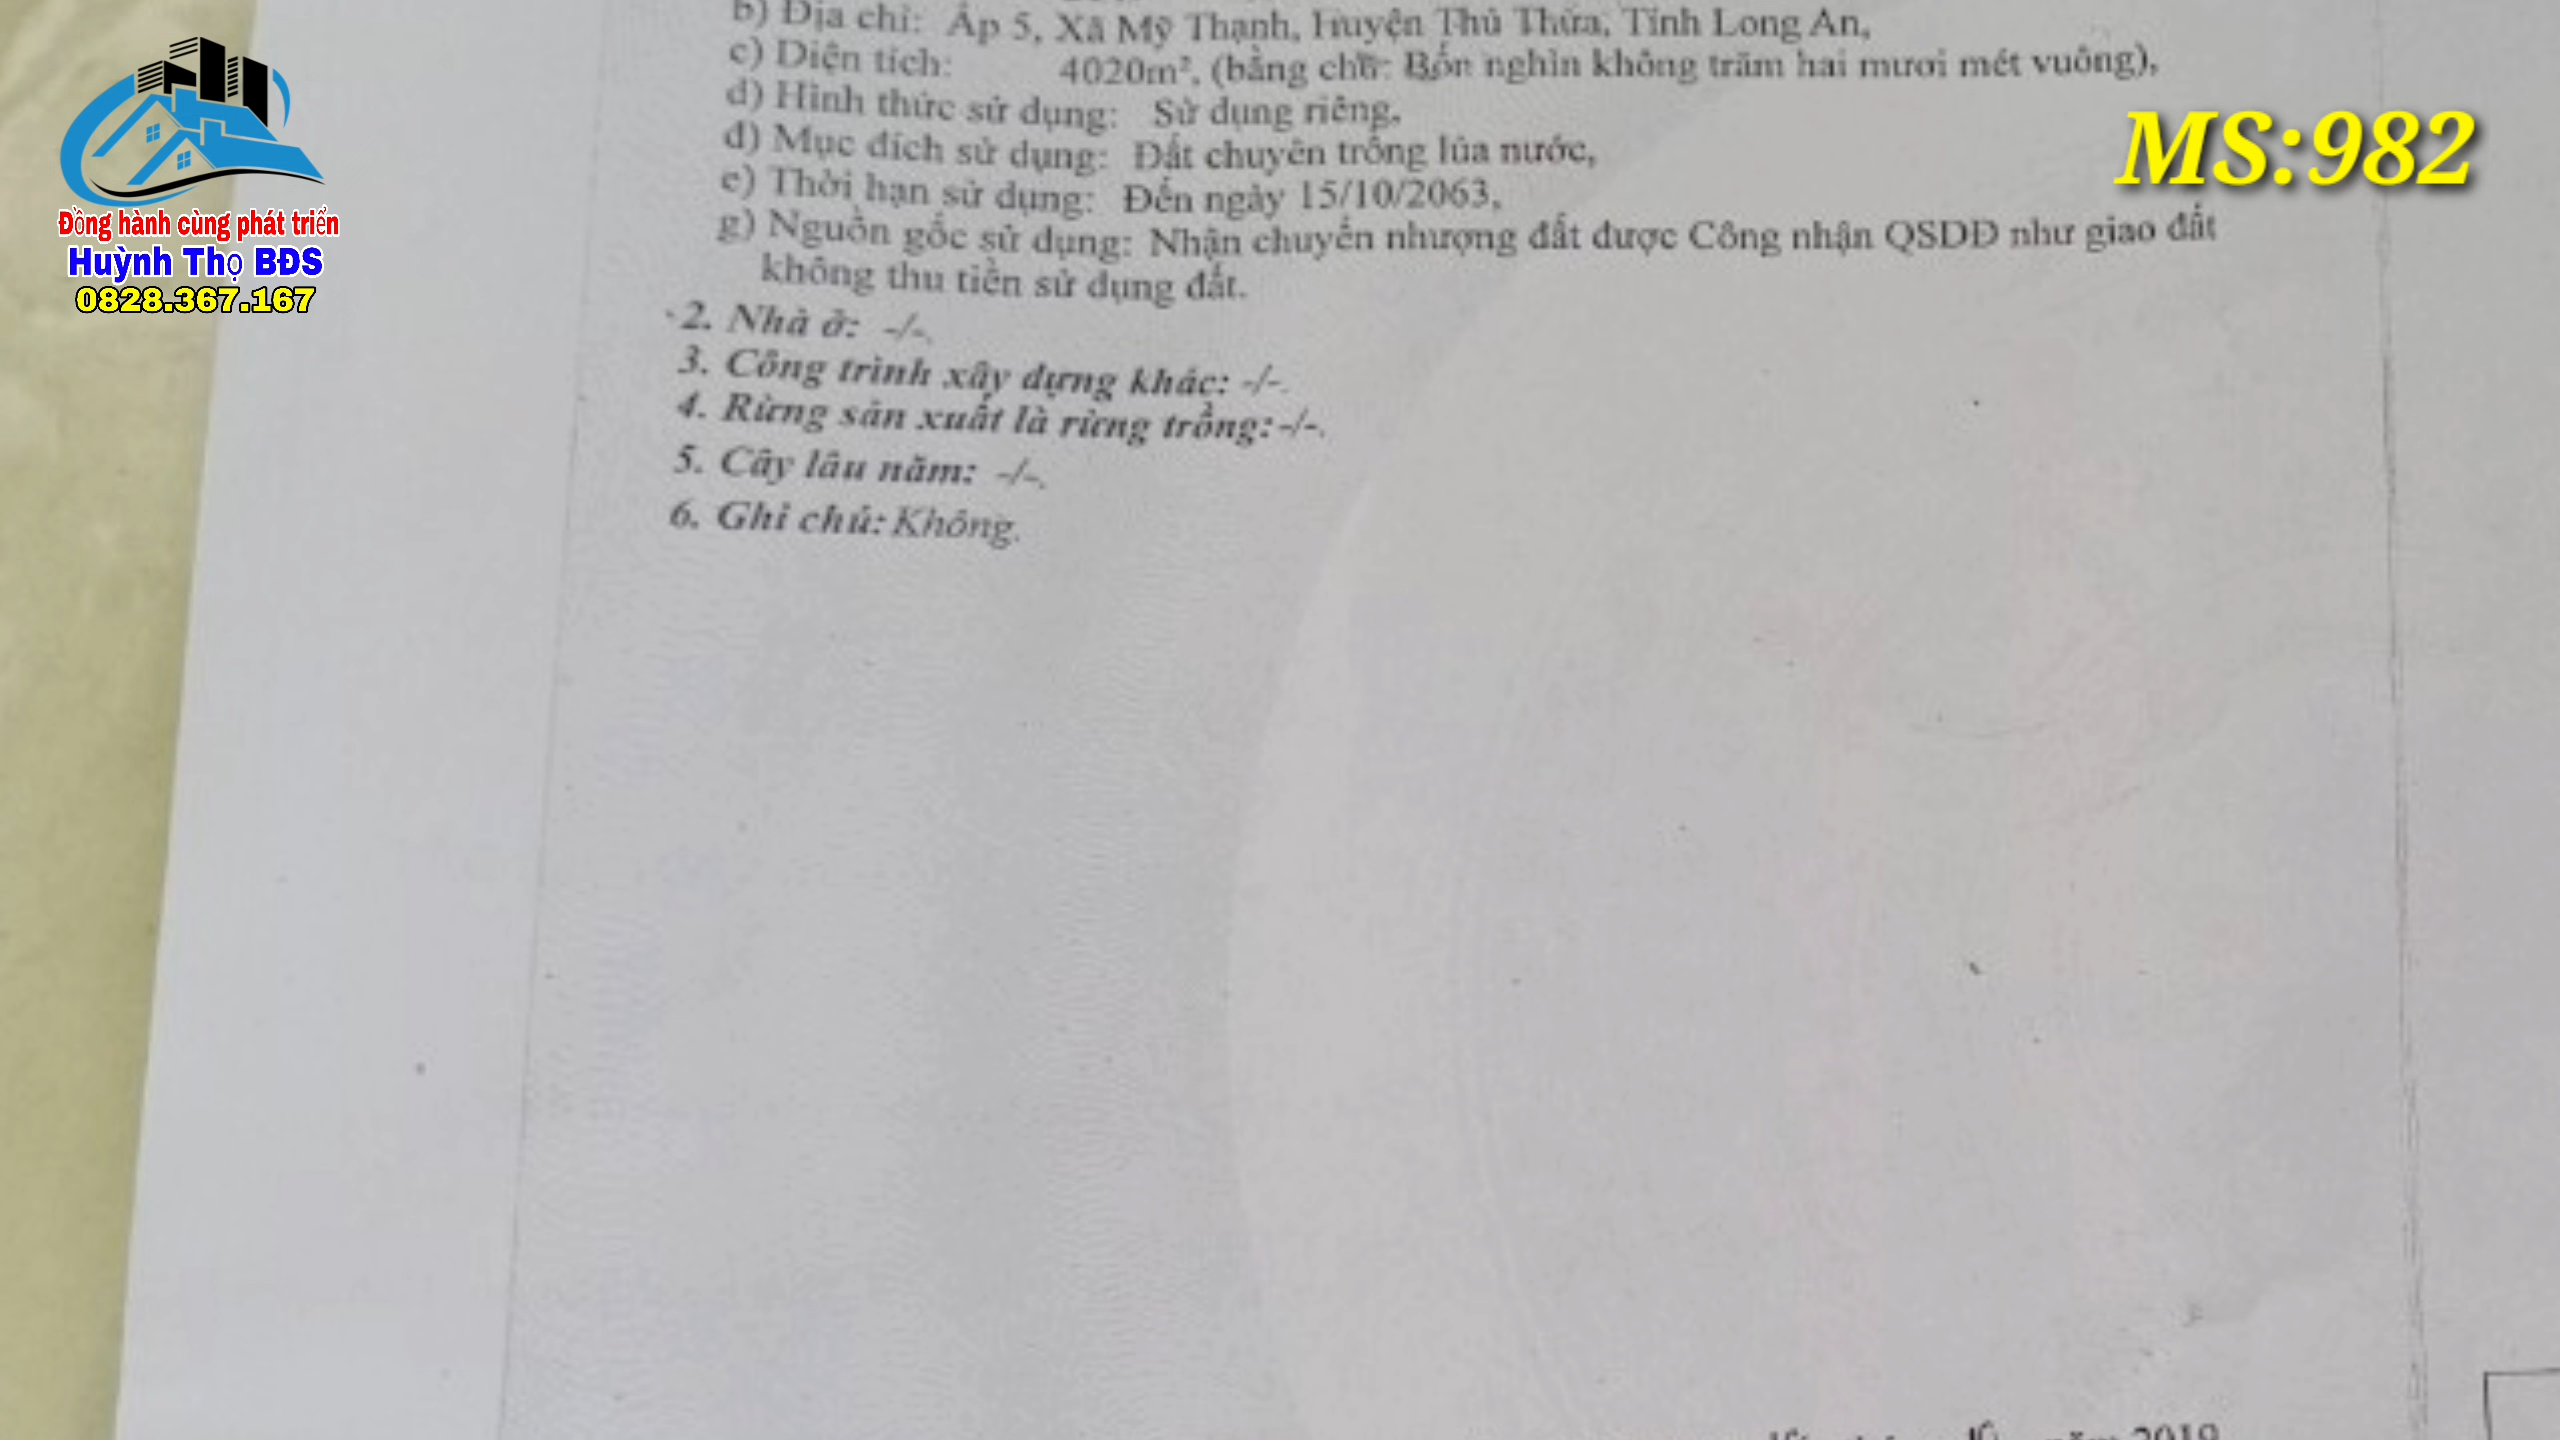 b) Địa chỉ: Ấp 5, Xã Mỹ Thạnh, Huyện Thủ Thừa, Tỉnh Long An,
c) Diện tích: 4020m², (bằng chữ: Bốn nghìn không trăm hai mươi mét vuông),
d) Hình thức sử dụng: Sử dụng riêng,
đ) Mục đích sử dụng: Đất chuyên trồng lúa nước,
e) Thời hạn sử dụng: Đến ngày 15/10/2063,
g) Nguồn gốc sử dụng: Nhận chuyển nhượng đất được Công nhận QSDĐ như giao đất
không thu tiền sử dụng đất.
2. Nhà ở: -/-.
3. Công trình xây dựng khác: -/-.
4. Rừng sản xuất là rừng trồng: -/-.
5. Cây lâu năm: -/-.
6. Ghi chú: Không.
năm 2019
MS:982
Đồng hành cùng phát triển
Huỳnh Thọ BĐS
0828.367.167